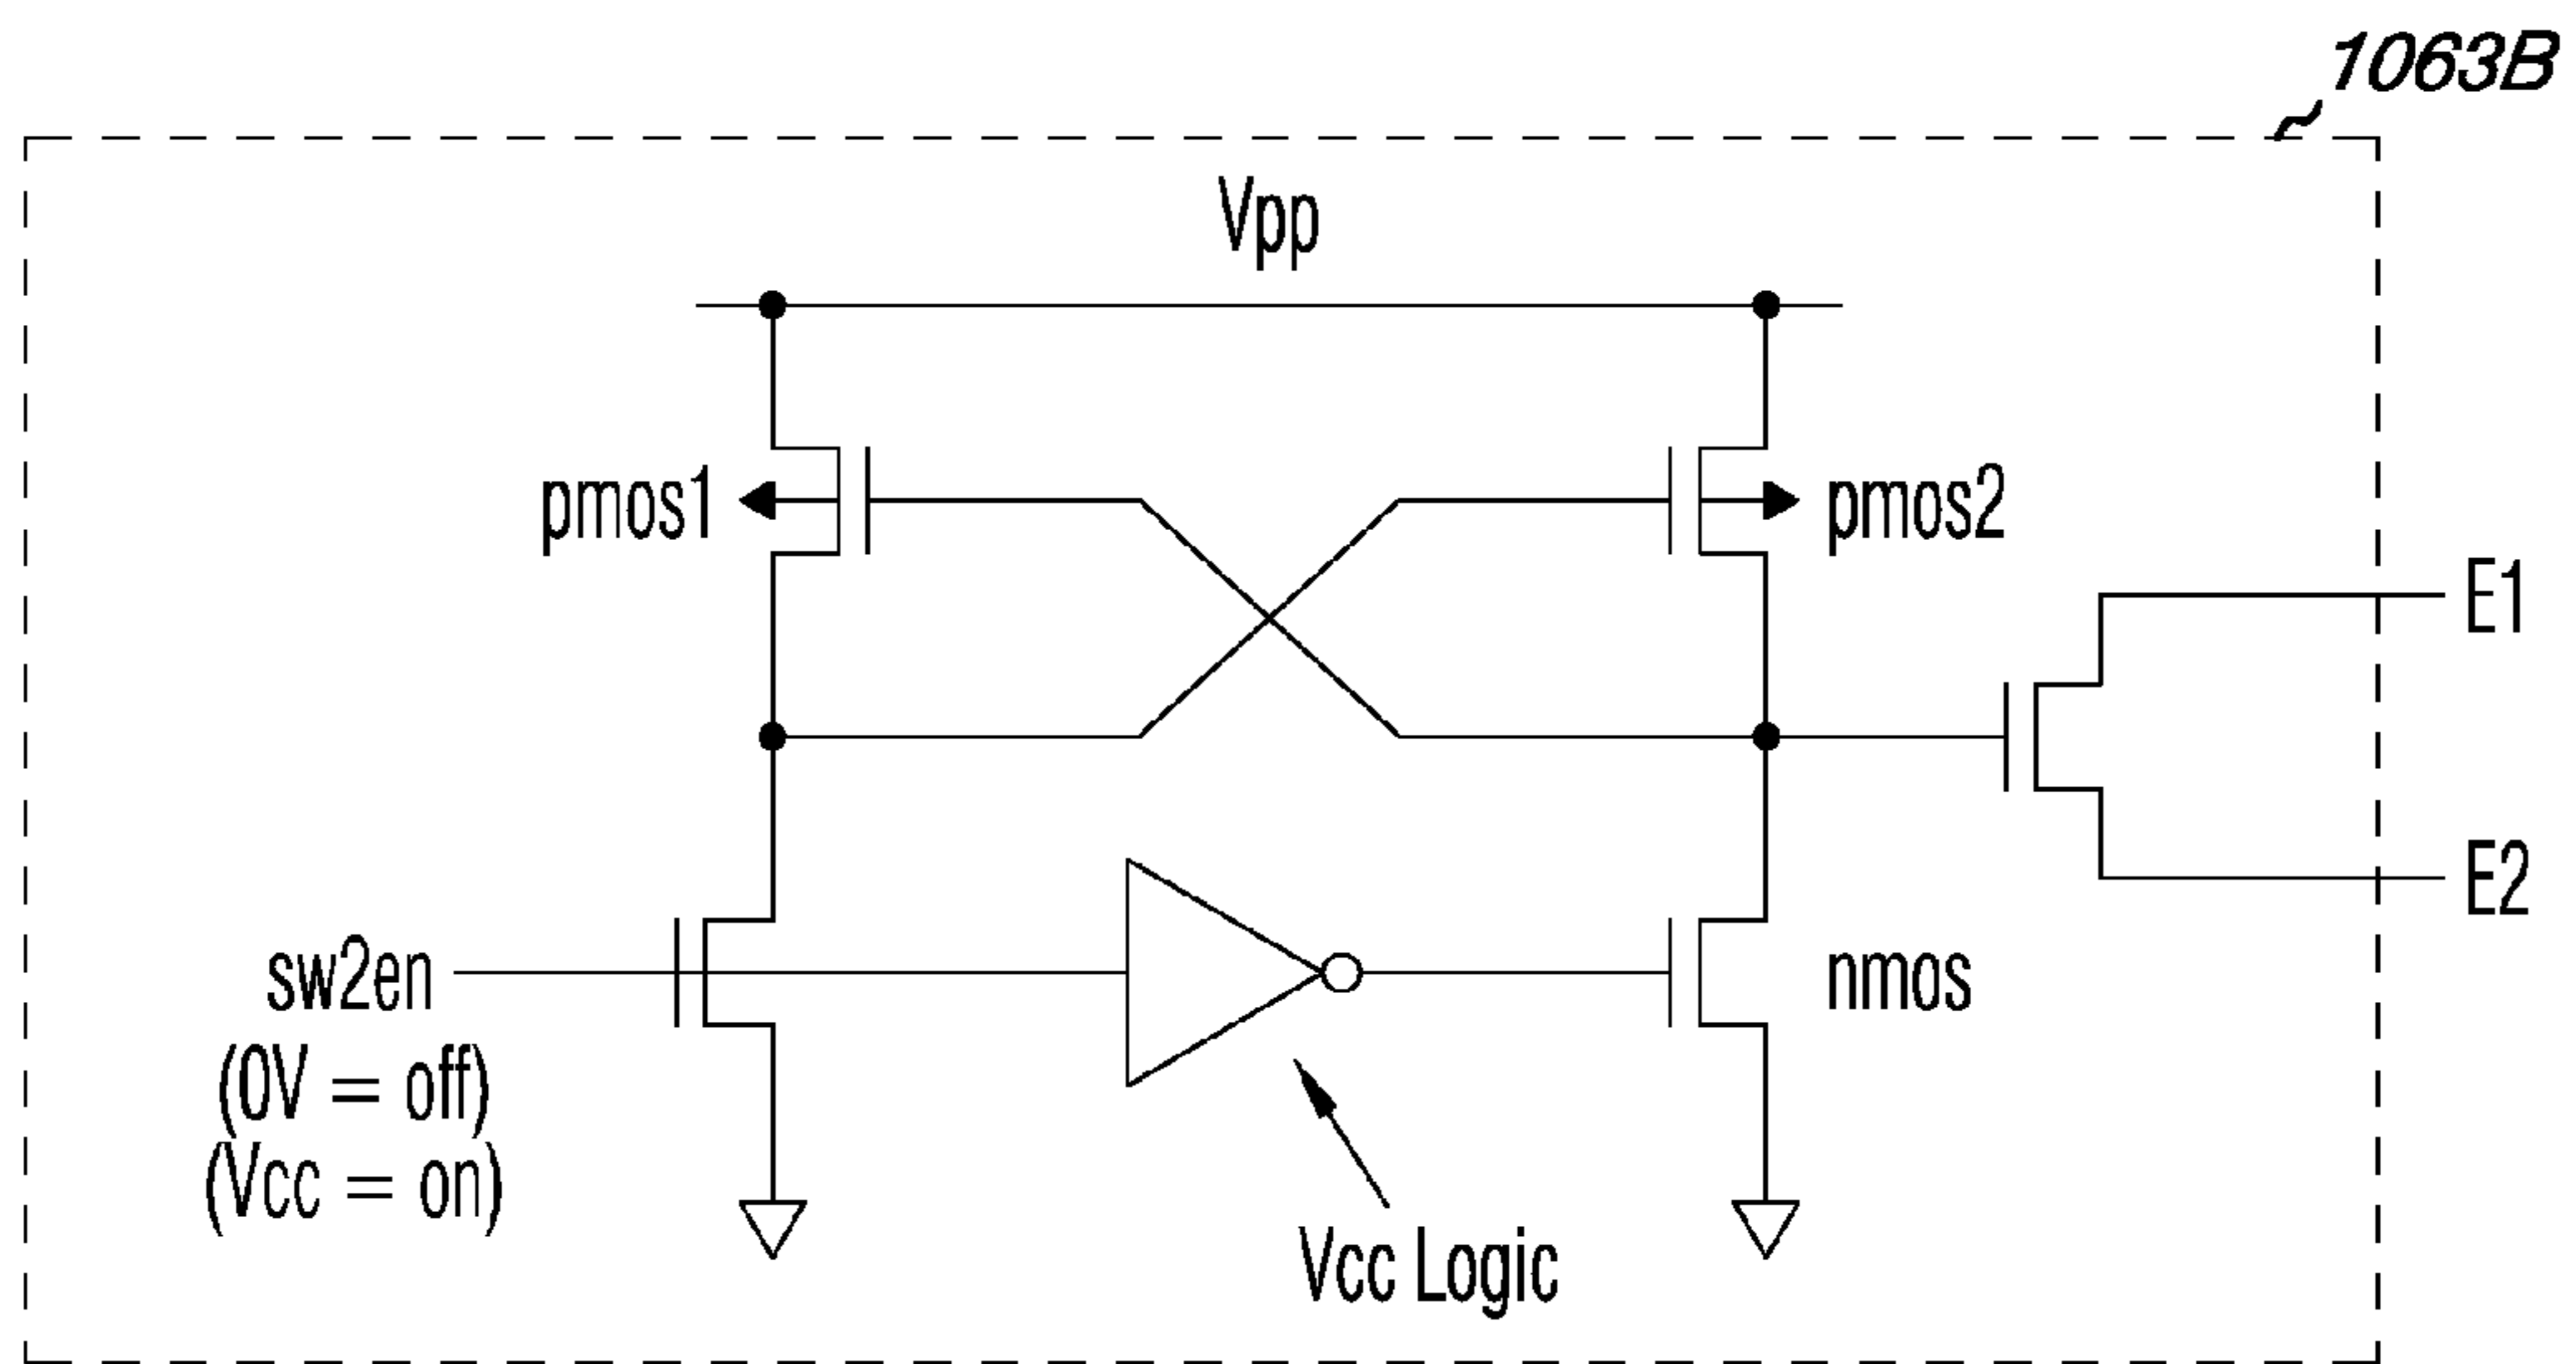 1063B
Vpp
pmos1
pmos2
E1
E2
sw2en
(0V = off)
(Vcc = on)
nmos
Vcc Logic